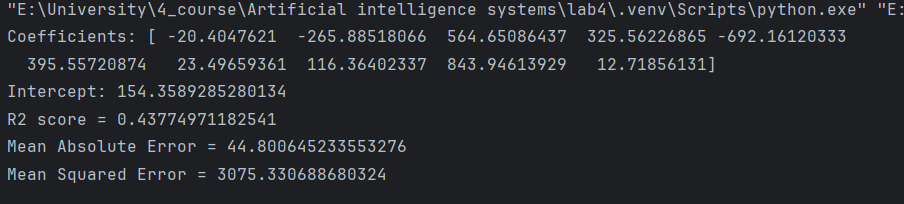 "E:\University\4_course\Artificial intelligence systems\lab4\.venv\Scripts\python.exe" "E:
Coefficients: [ -20.4047621  -265.88518066  564.65086437  325.56226865 -692.16120333
  395.55720874   23.49659361  116.36402337  843.94613929   12.71856131]
Intercept: 154.3589285280134
R2 score = 0.43774971182541
Mean Absolute Error = 44.800645233553276
Mean Squared Error = 3075.330688680324